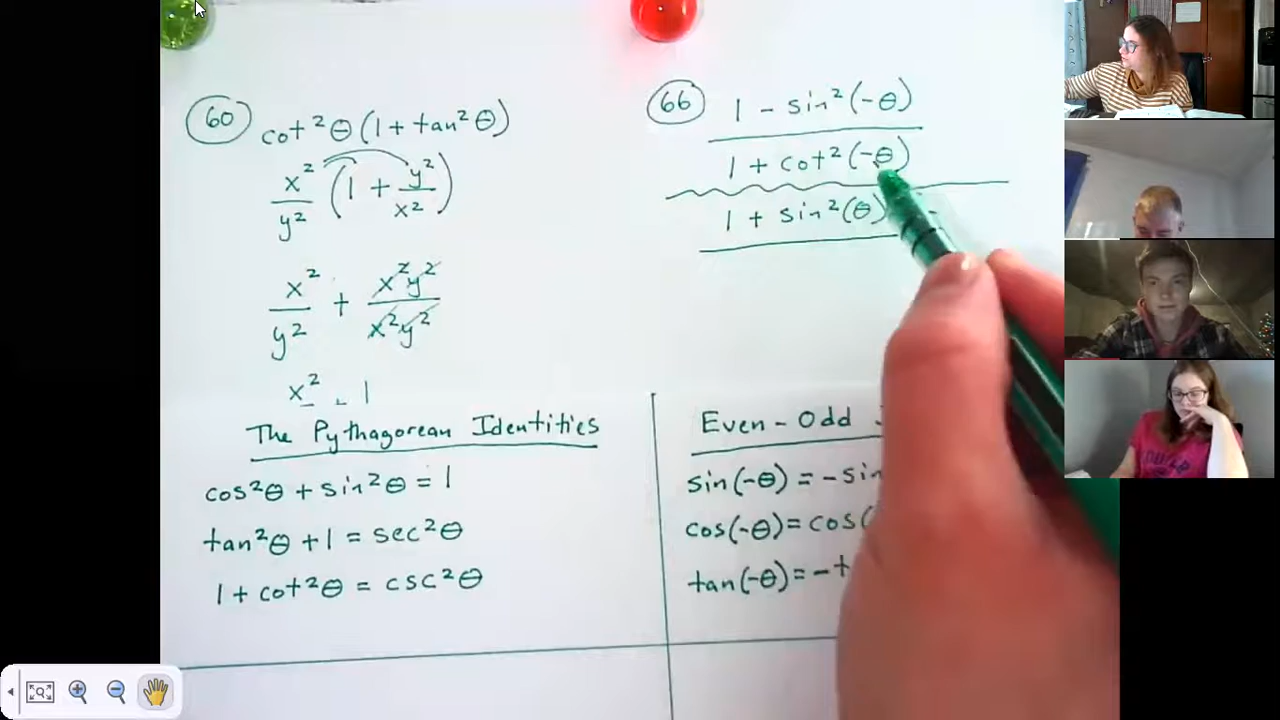 60 cot²θ(1 + tan²θ)
x²/y² (1 + y²/x²)
x²/y² + x²y²/x²y²
x² 1
66 1 - sin²(-θ)
1 + cot²(-θ)
1 + sin²(θ)
The Pythagorean Identities
cos²θ + sin²θ = 1
tan²θ + 1 = sec²θ
1 + cot²θ = csc²θ
Even-Odd
sin(-θ) = -sin
cos(-θ) = cos(
tan(-θ) = -t